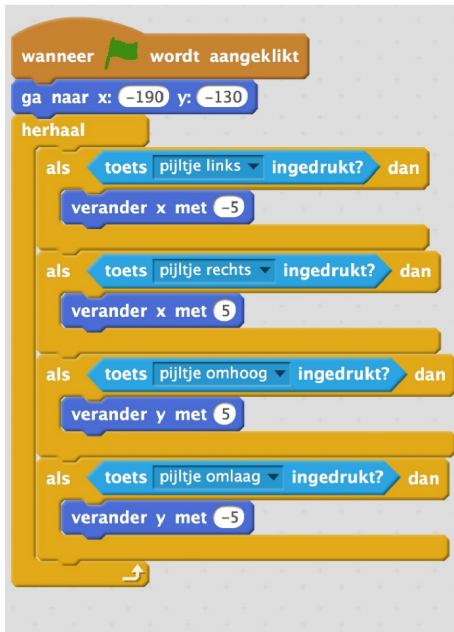 wanneer wordt aangeklikt
ga naar x: -190 y: -130
herhaal
als toets pijltje links ingedrukt? dan
verander x met -5
als toets pijltje rechts ingedrukt? dan
verander x met 5
als toets pijltje omhoog ingedrukt? dan
verander y met 5
als toets pijltje omlaag ingedrukt? dan
verander y met -5